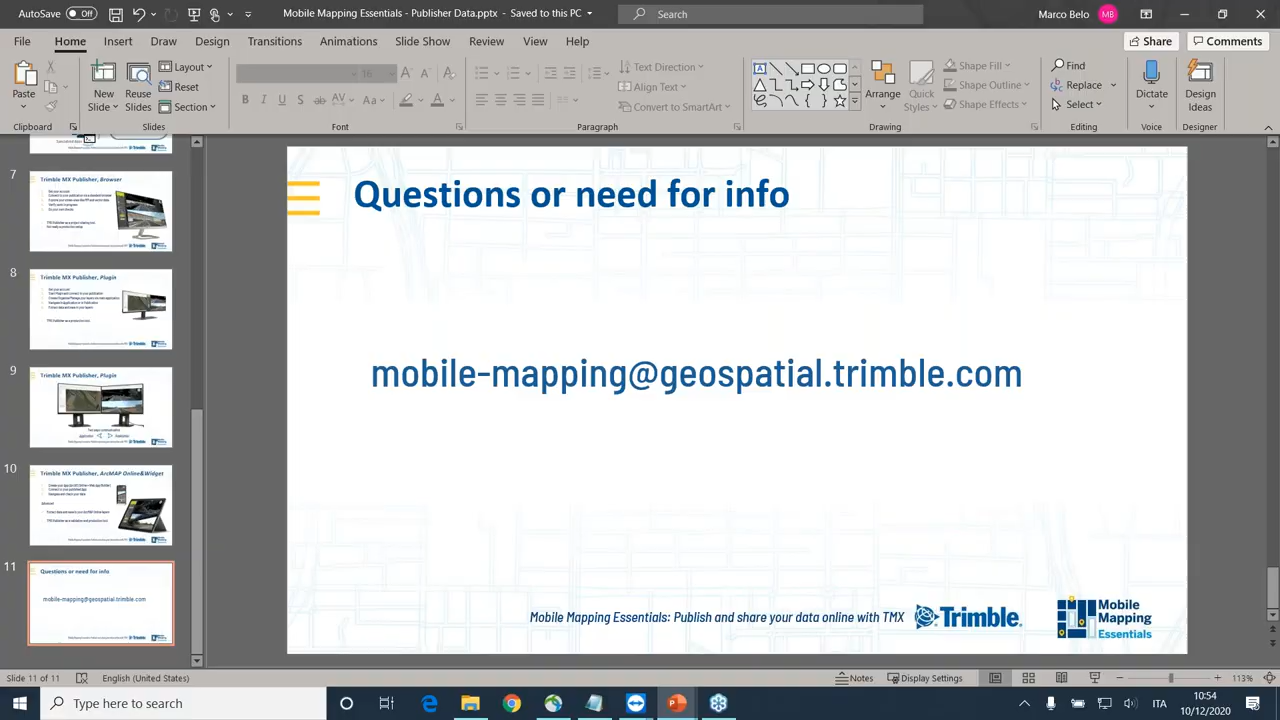 AutoSave Off
Essentials - Publisher Data.pptx - Saved to this PC
Search
Marco Belo MB
File Home Insert Draw Design Transitions Animations Slide Show Review View Help
Share Comments
Paste
Clipboard
New Slide
Reuse Slides
Layout
Reset
Section
Slides
16
Font
Text Direction
Align Text
Convert to SmartArt
Paragraph
Arrange
Quick Styles
Shape Fill
Shape Outline
Shape Effects
Drawing
Find
Replace
Select
Editing
Dictate
Voice
Design Ideas
Designer
7
Trimble MX Publisher, Browser
8
Trimble MX Publisher, Plugin
9
Trimble MX Publisher, Plugin
10
Trimble MX Publisher, ArcMAP Online&Widget
11
Questions or need for info
mobile-mapping@geospatial.trimble.com
Questions or need for info
mobile-mapping@geospatial.trimble.com
Mobile Mapping Essentials: Publish and share your data online with TMX
Trimble
Mobile
Mapping
Essentials
Slide 11 of 11
English (United States)
Notes
Display Settings
113%
Type here to search
ITA
10:54
10/12/2020